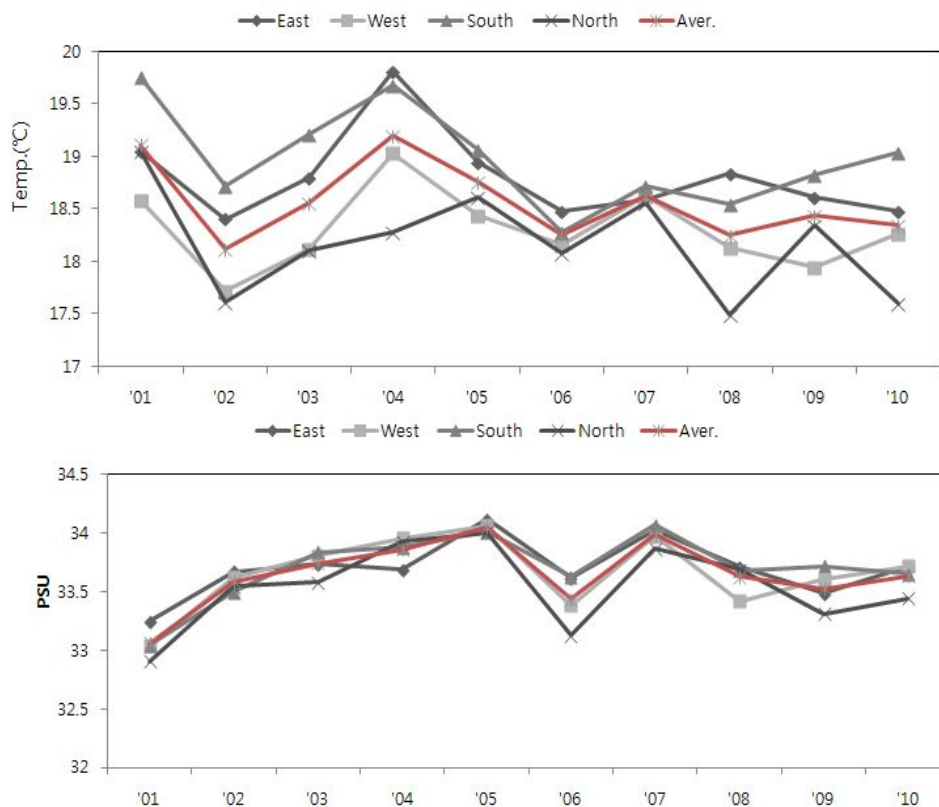 East West South North Aver.
Temp.(℃)
20
19.5
19
18.5
18
17.5
17
'01 '02 '03 '04 '05 '06 '07 '08 '09 '10
East West South North Aver.
PSU
34.5
34
33.5
33
32.5
32
'01 '02 '03 '04 '05 '06 '07 '08 '09 '10